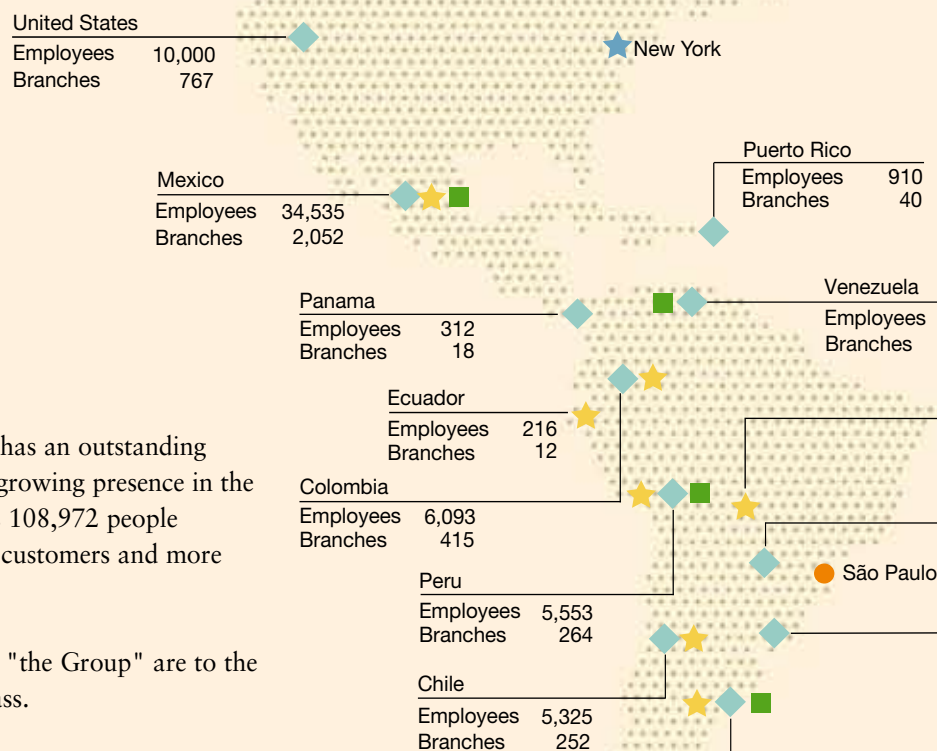 United States
Employees 10,000
Branches 767
New York
Puerto Rico
Employees 910
Branches 40
Mexico
Employees 34,535
Branches 2,052
Venezuela
Employees
Branches
Panama
Employees 312
Branches 18
Ecuador
Employees 216
Branches 12
has an outstanding
growing presence in the
108,972 people
customers and more
Colombia
Employees 6,093
Branches 415
São Paulo
Peru
Employees 5,553
Branches 264
"the Group" are to the
Chile
Employees 5,325
Branches 252